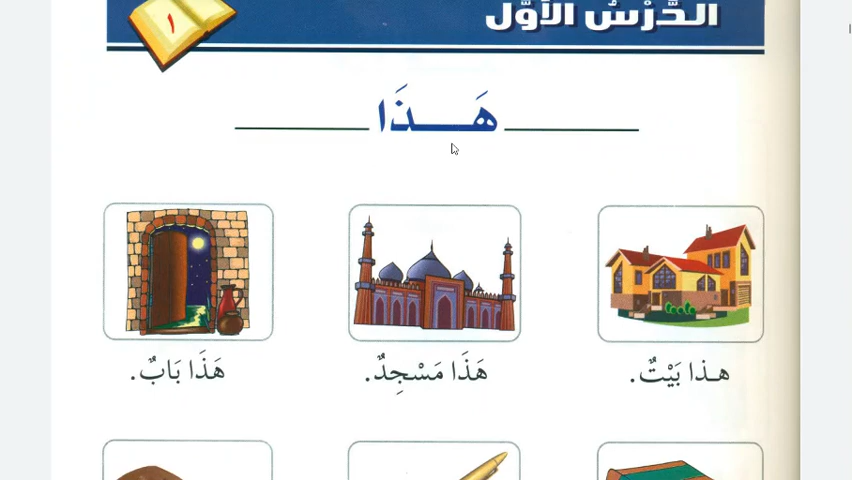 الدَّرْسُ الأَوَّل
١
هَـــذَا
هـذا بَيْتٌ.
هَذَا مَسْجِدٌ.
هَذَا بَابٌ.